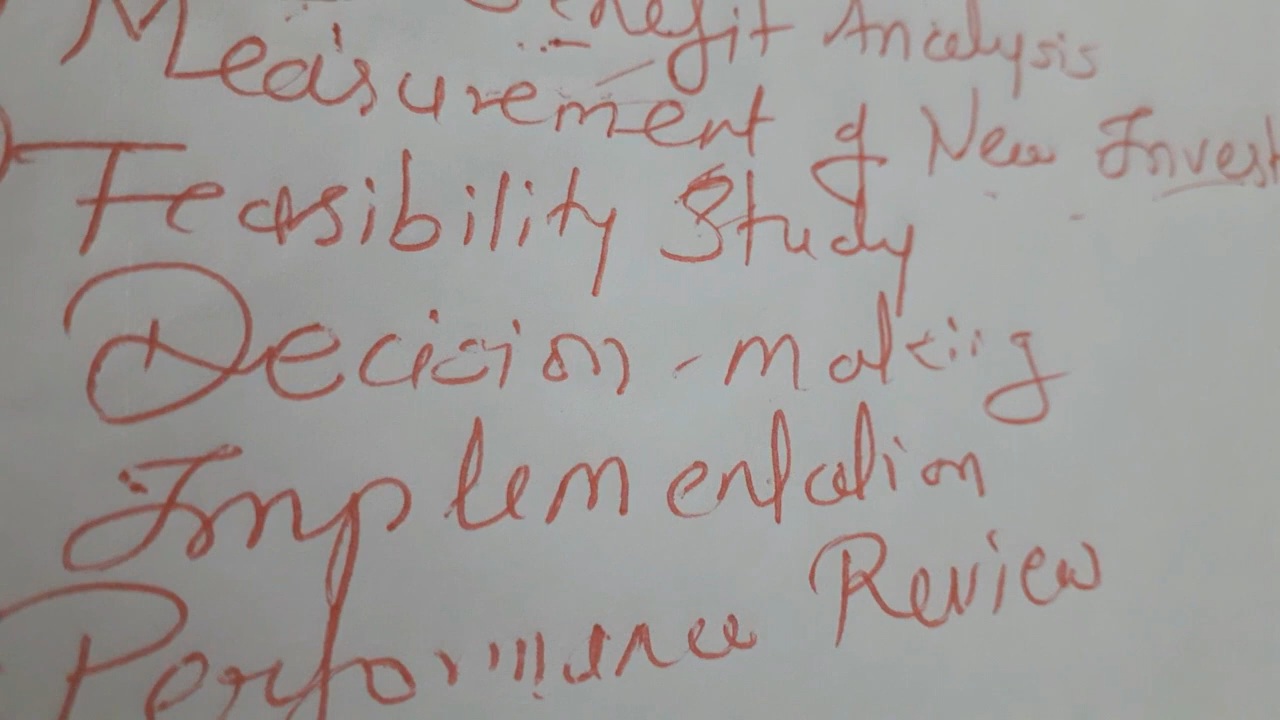 Benefit Analysis
Measurement of New Invest
Feasibility Study
Decision-making
Implementation
Performance Review